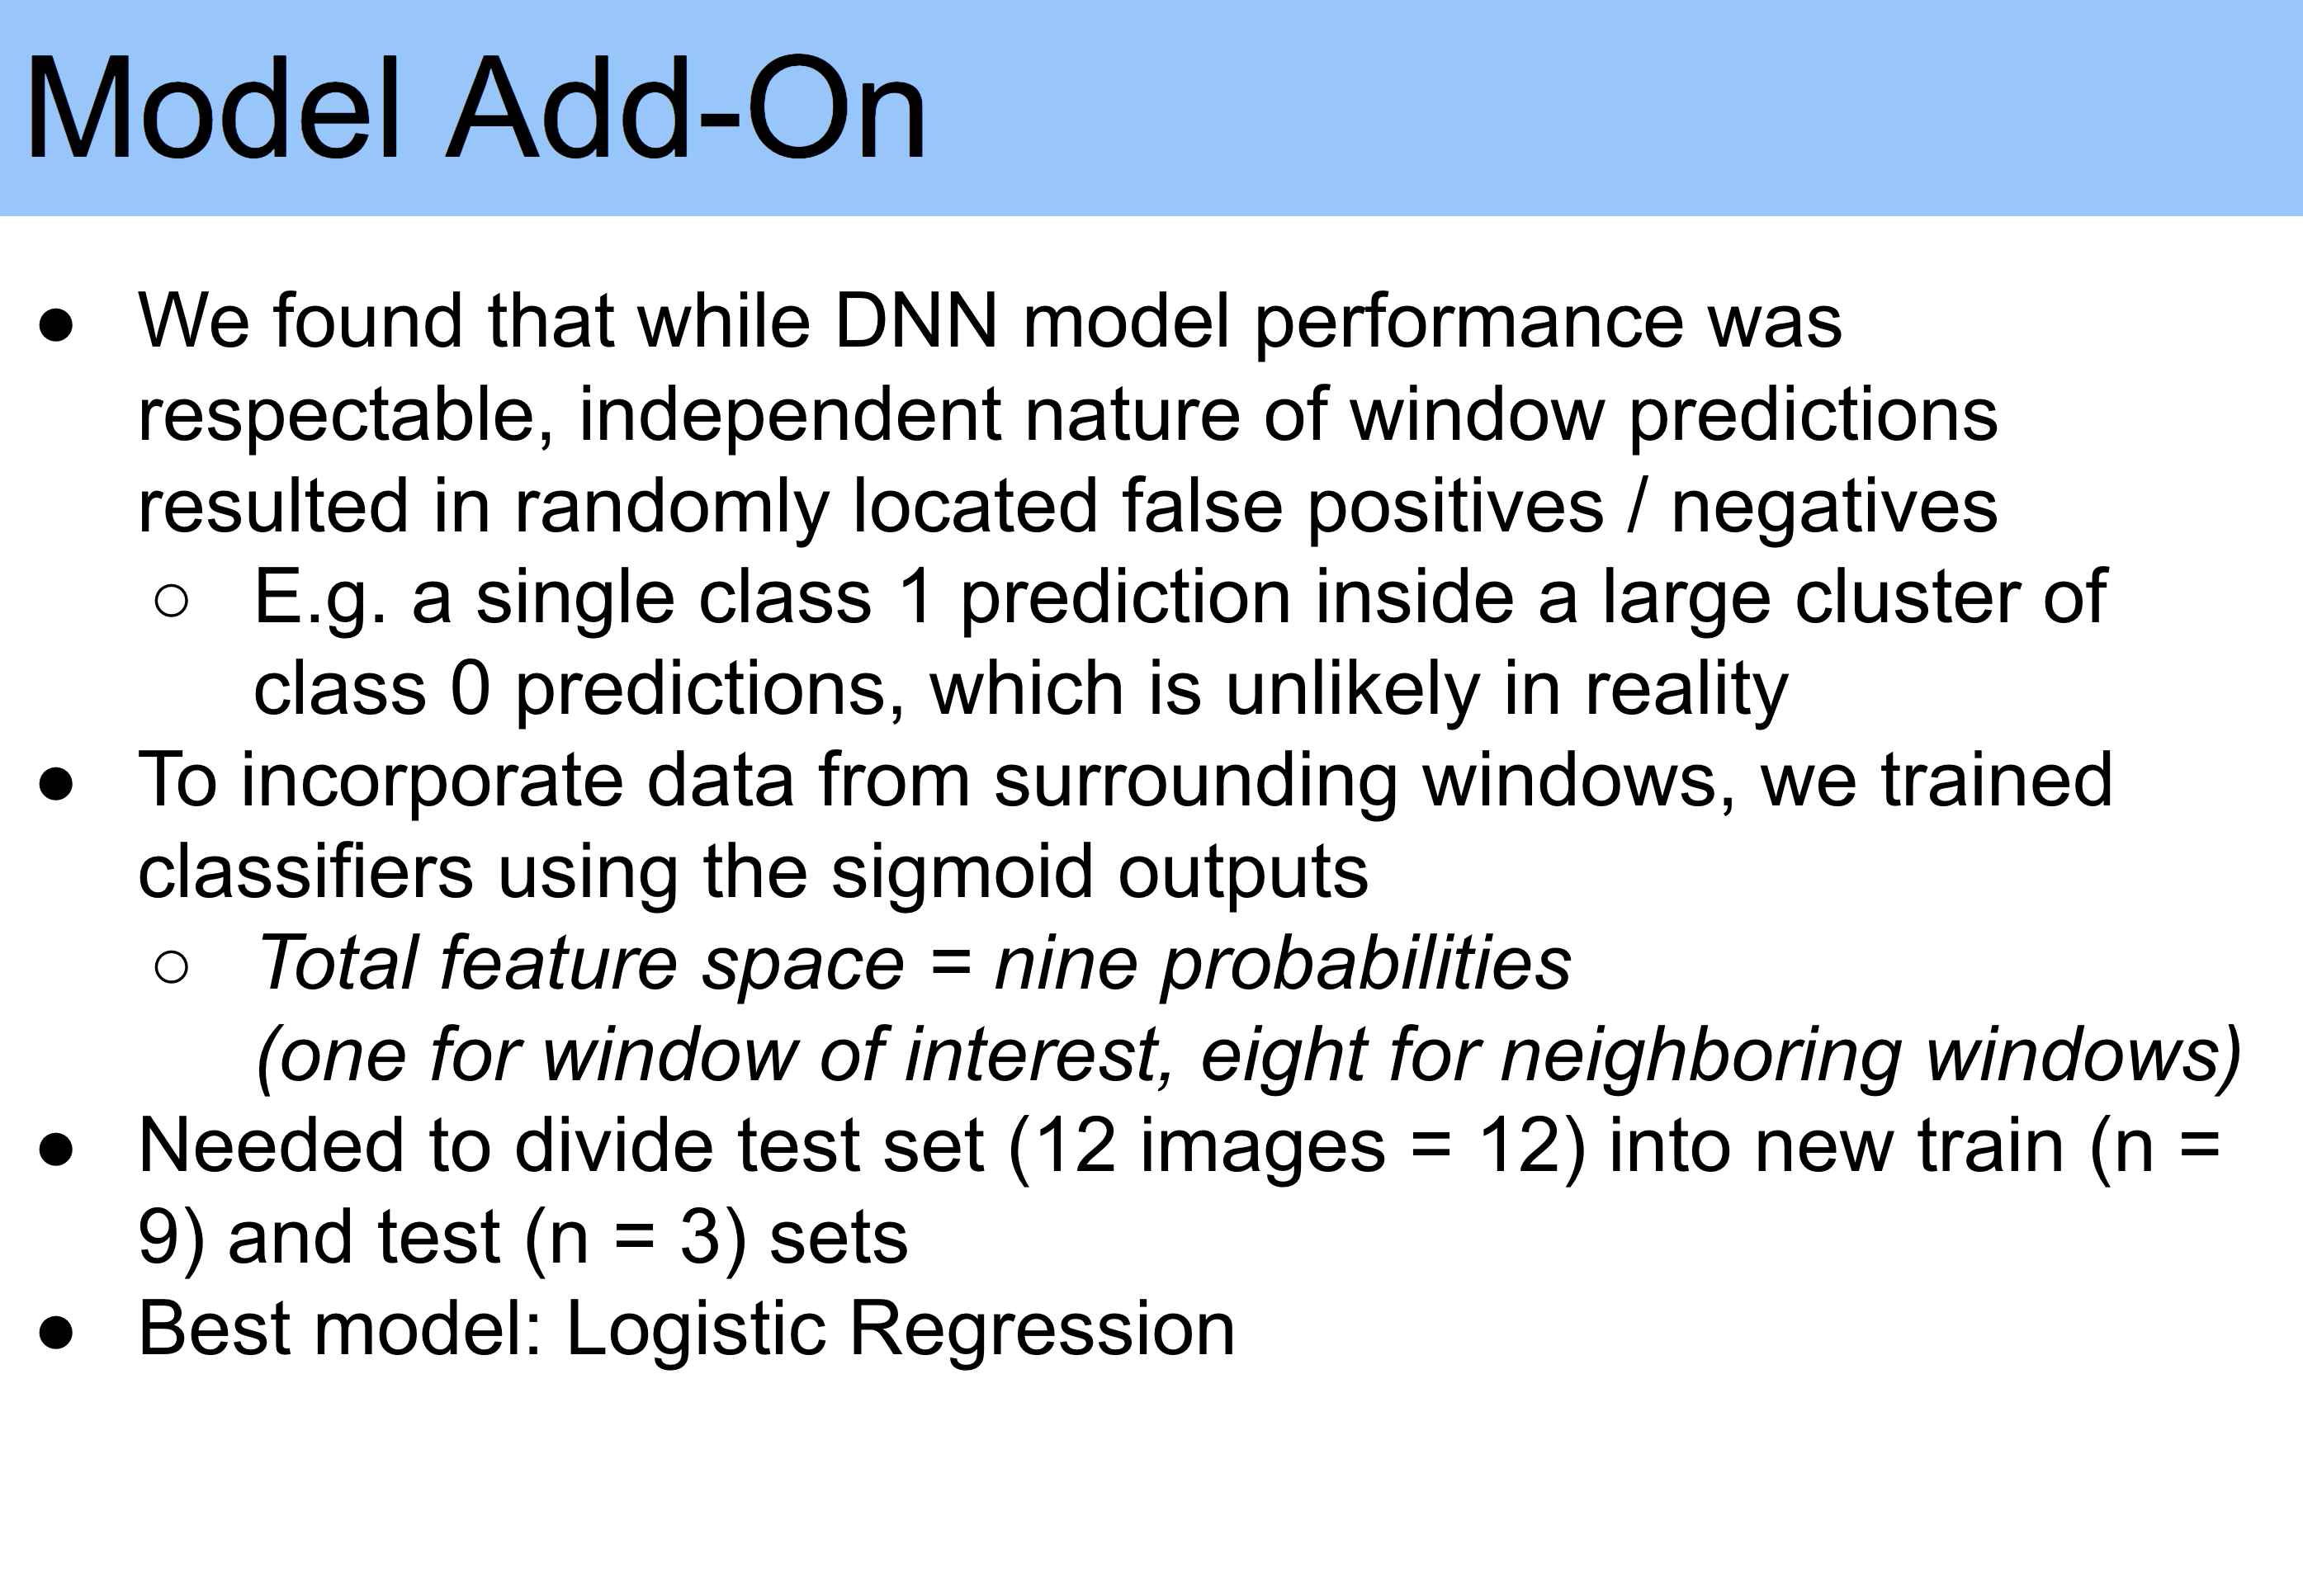 Model Add-On
● We found that while DNN model performance was
respectable, independent nature of window predictions
resulted in randomly located false positives / negatives
○ E.g. a single class 1 prediction inside a large cluster of
class 0 predictions, which is unlikely in reality
● To incorporate data from surrounding windows, we trained
classifiers using the sigmoid outputs
○ Total feature space = nine probabilities
(one for window of interest, eight for neighboring windows)
● Needed to divide test set (12 images = 12) into new train (n =
9) and test (n = 3) sets
● Best model: Logistic Regression